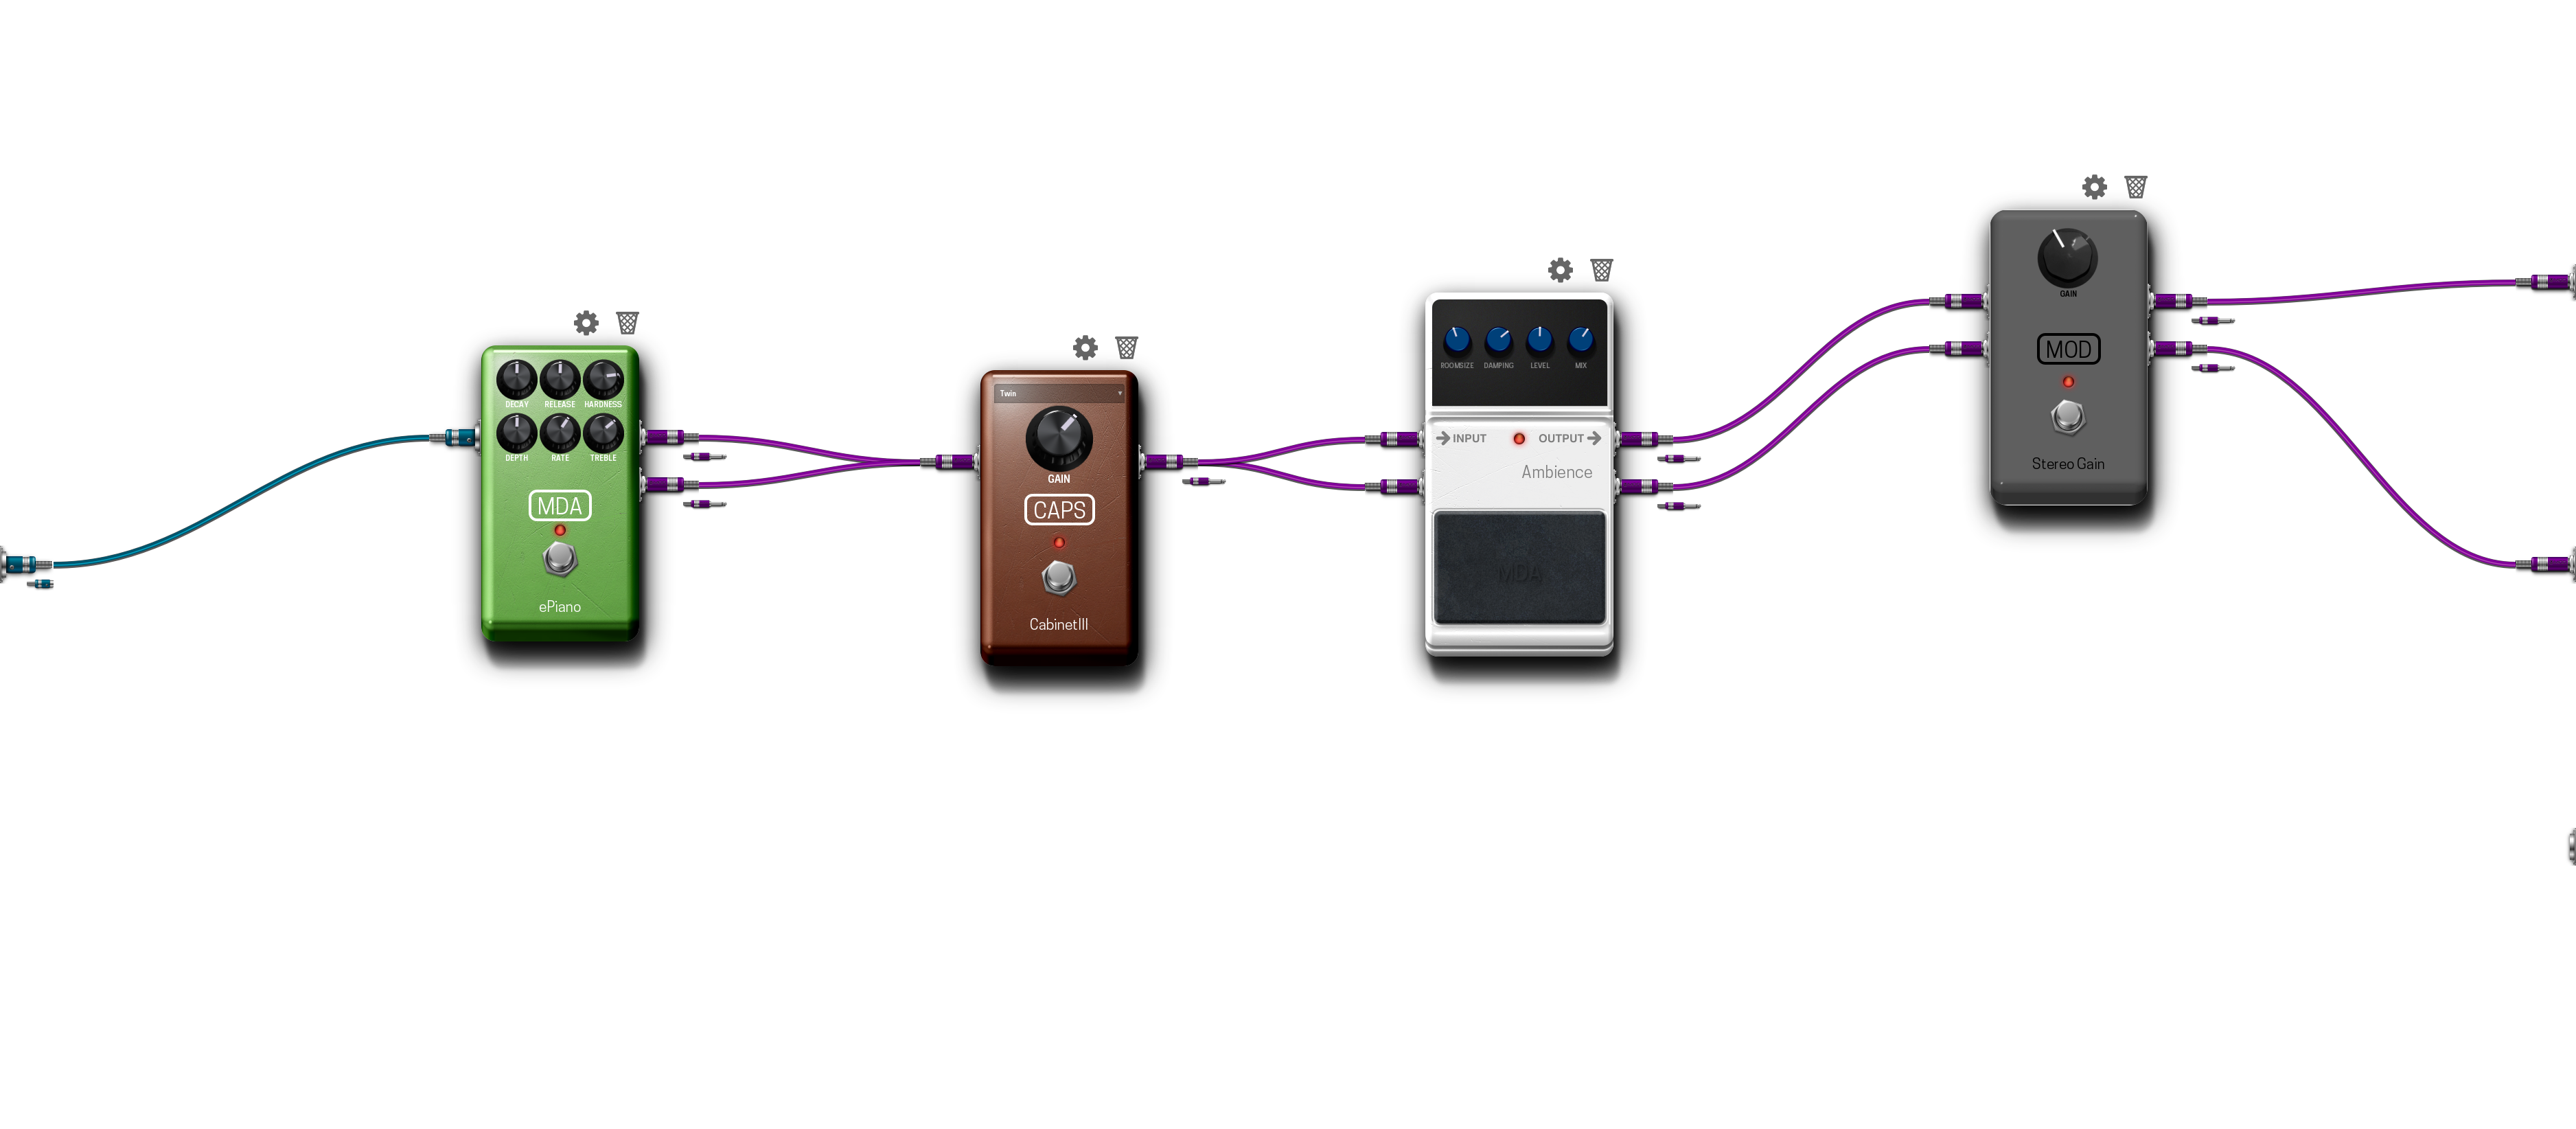 DECAY RELEASE HARDNESS
DEPTH RATE TREBLE
MDA
ePiano
Twin
GAIN
CAPS
CabinetIII
ROOMSIZE DAMPING LEVEL MIX
INPUT OUTPUT
Ambience
MDA
GAIN
MOD
Stereo Gain